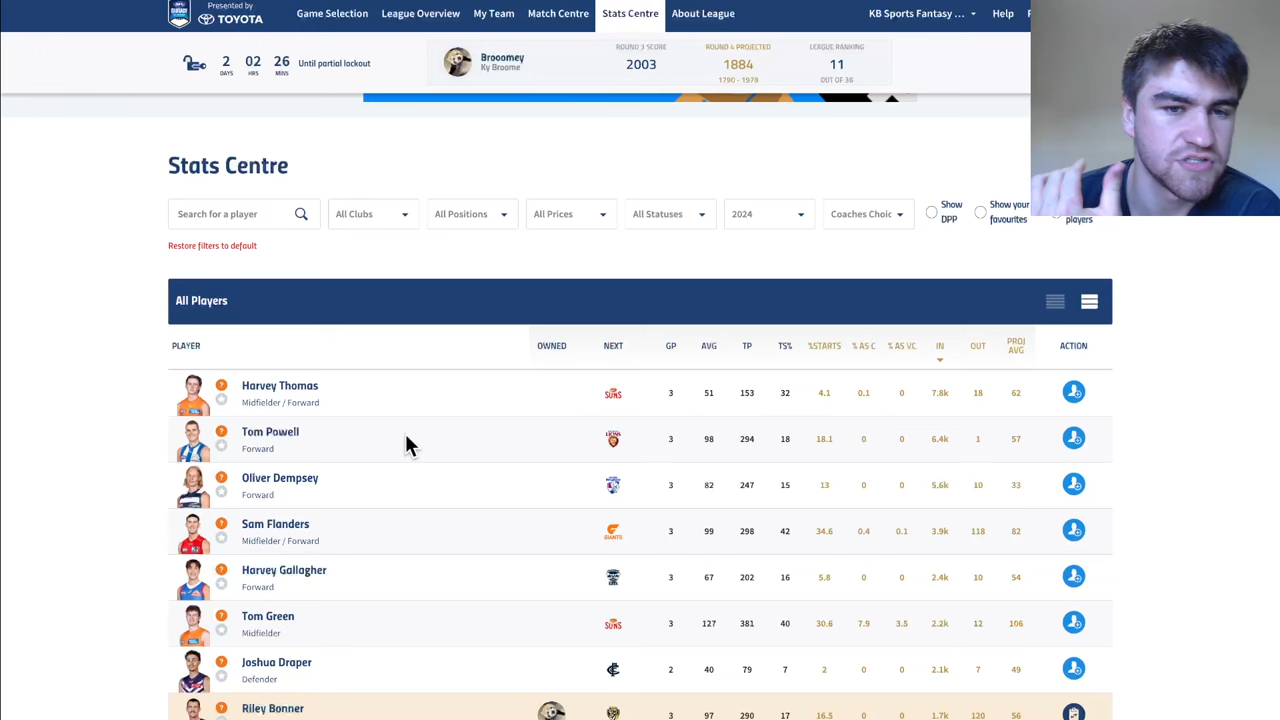 Presented by
TOYOTA
Game Selection League Overview My Team Match Centre Stats Centre About League KB Sports Fantasy ... Help
2 DAYS 02 HRS 26 MINS Until partial lockout
Brooomey
Ky Broome
ROUND 3 SCORE
2003
ROUND 4 PROJECTED
1884
1790 - 1978
LEAGUE RANKING
11
OUT OF 36
Stats Centre
Search for a player All Clubs All Positions All Prices All Statuses 2024 Coaches Choic Show DPP Show your favourites players
Restore filters to default
All Players
PLAYER OWNED NEXT GP AVG TP TS% %STARTS % AS C % AS VC IN OUT PROJ AVG ACTION
Harvey Thomas
Midfielder / Forward
SUNS 3 51 153 32 4.1 0.1 0 7.8k 18 62
Tom Powell
Forward
LIONS 3 98 294 18 18.1 0 0 6.4k 1 57
Oliver Dempsey
Forward
3 82 247 15 13 0 0 5.6k 10 33
Sam Flanders
Midfielder / Forward
GIANTS 3 99 298 42 34.6 0.4 0.1 3.9k 118 82
Harvey Gallagher
Forward
3 67 202 16 5.8 0 0 2.4k 10 54
Tom Green
Midfielder
SUNS 3 127 381 40 30.6 7.9 3.5 2.2k 12 106
Joshua Draper
Defender
2 40 79 7 2 0 0 2.1k 7 49
Riley Bonner
3 97 290 17 16.5 0 0 1.7k 120 56